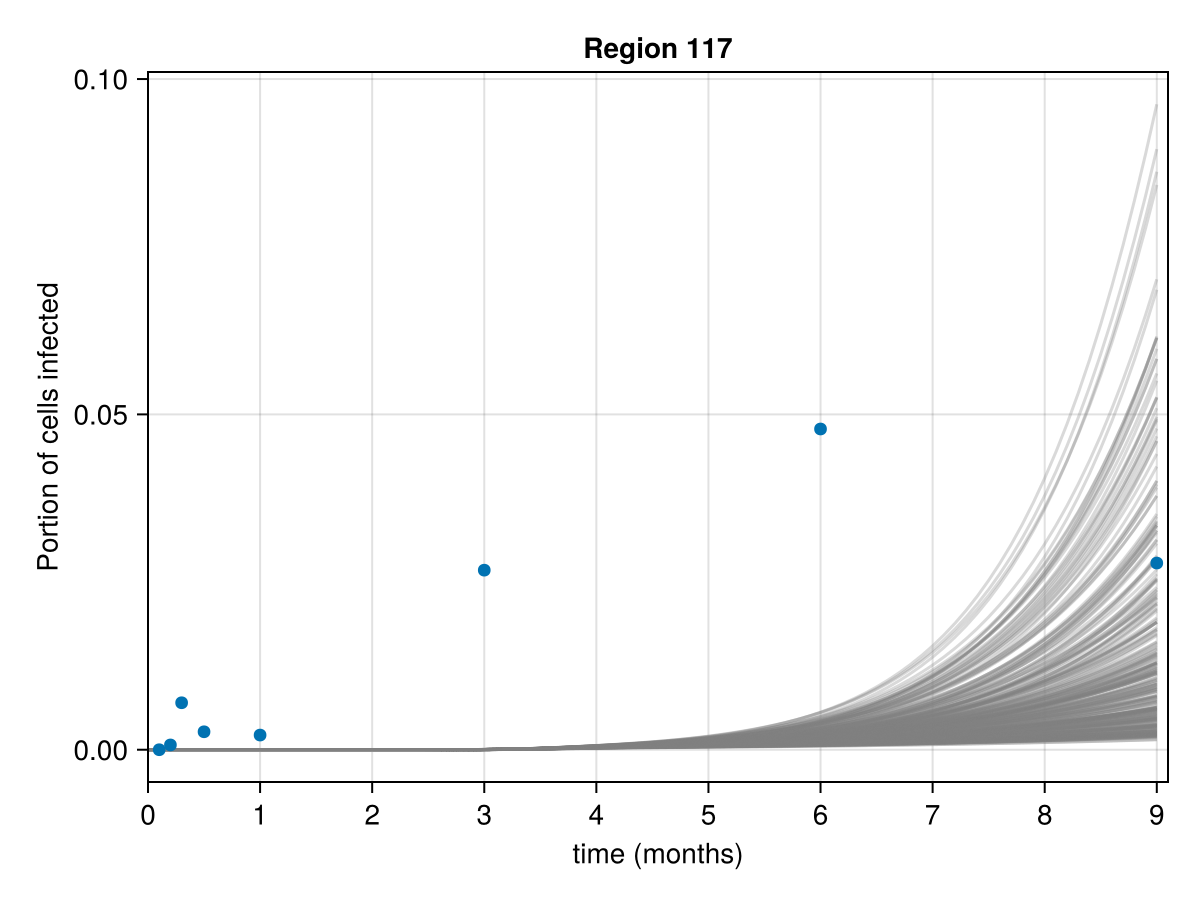 Region 117
0.10
0.05
0.00
Portion of cells infected
0 1 2 3 4 5 6 7 8 9
time (months)